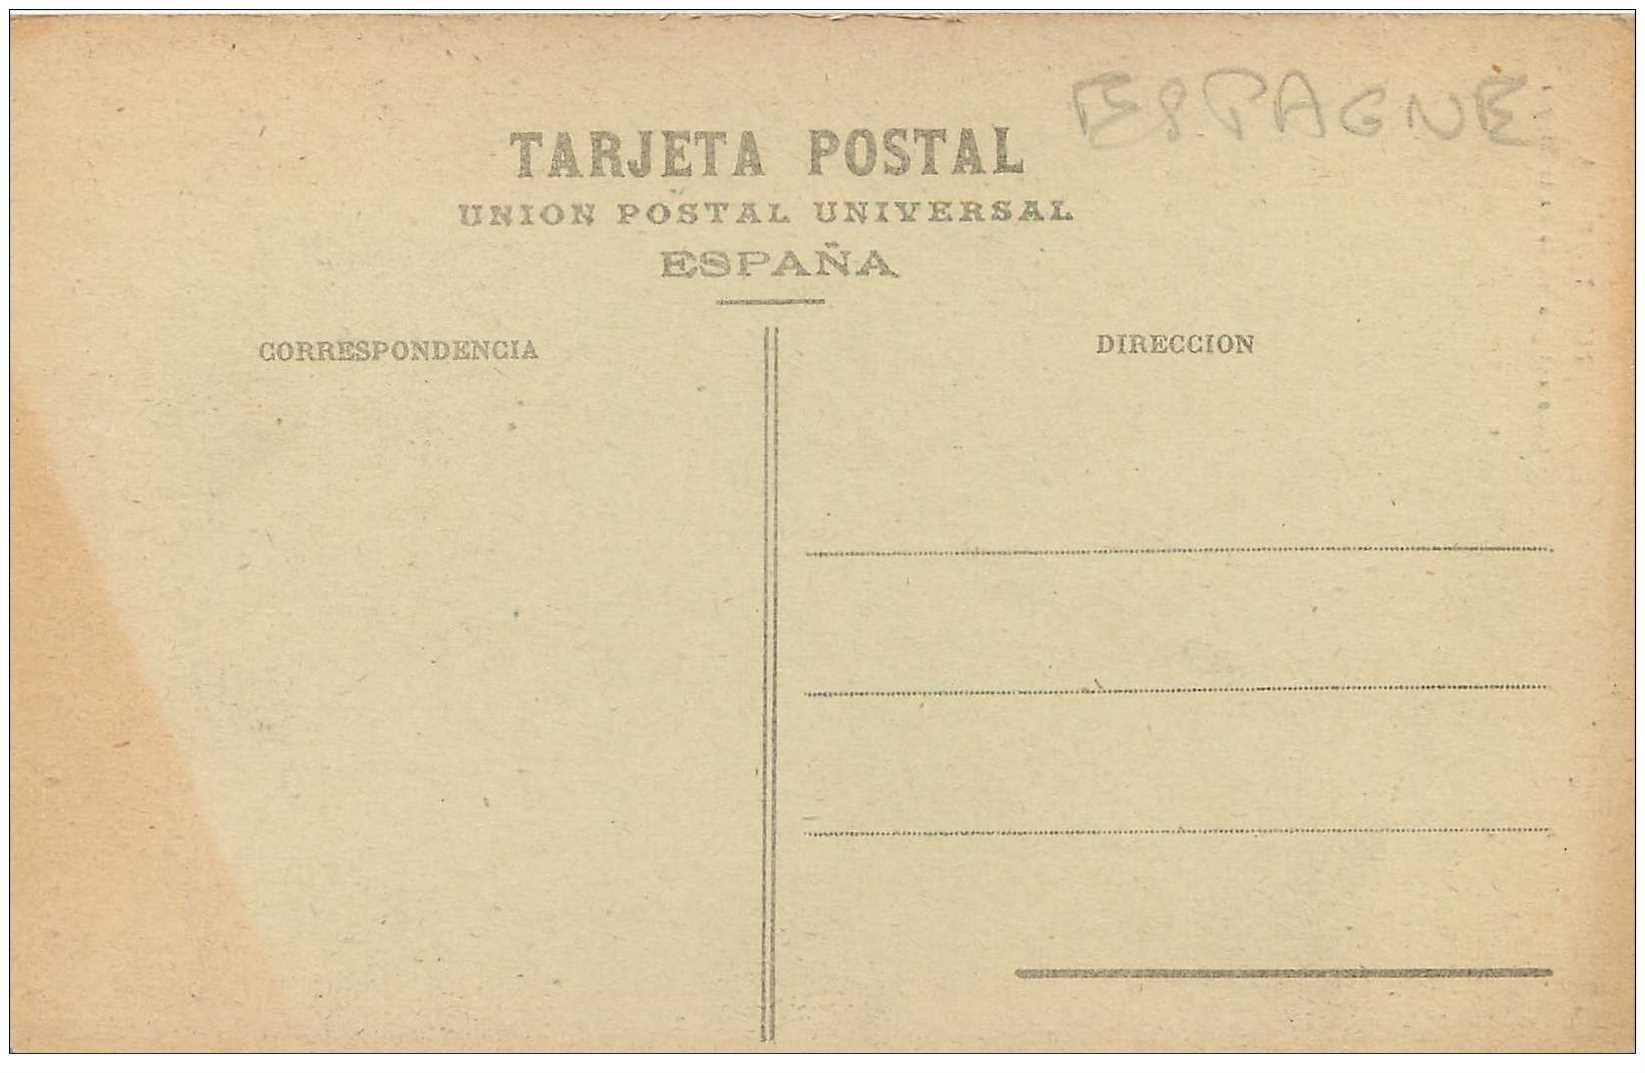 ESPAGNE
TARJETA POSTAL
UNION POSTAL UNIVERSAL
ESPAÑA
CORRESPONDENCIA
DIRECCION